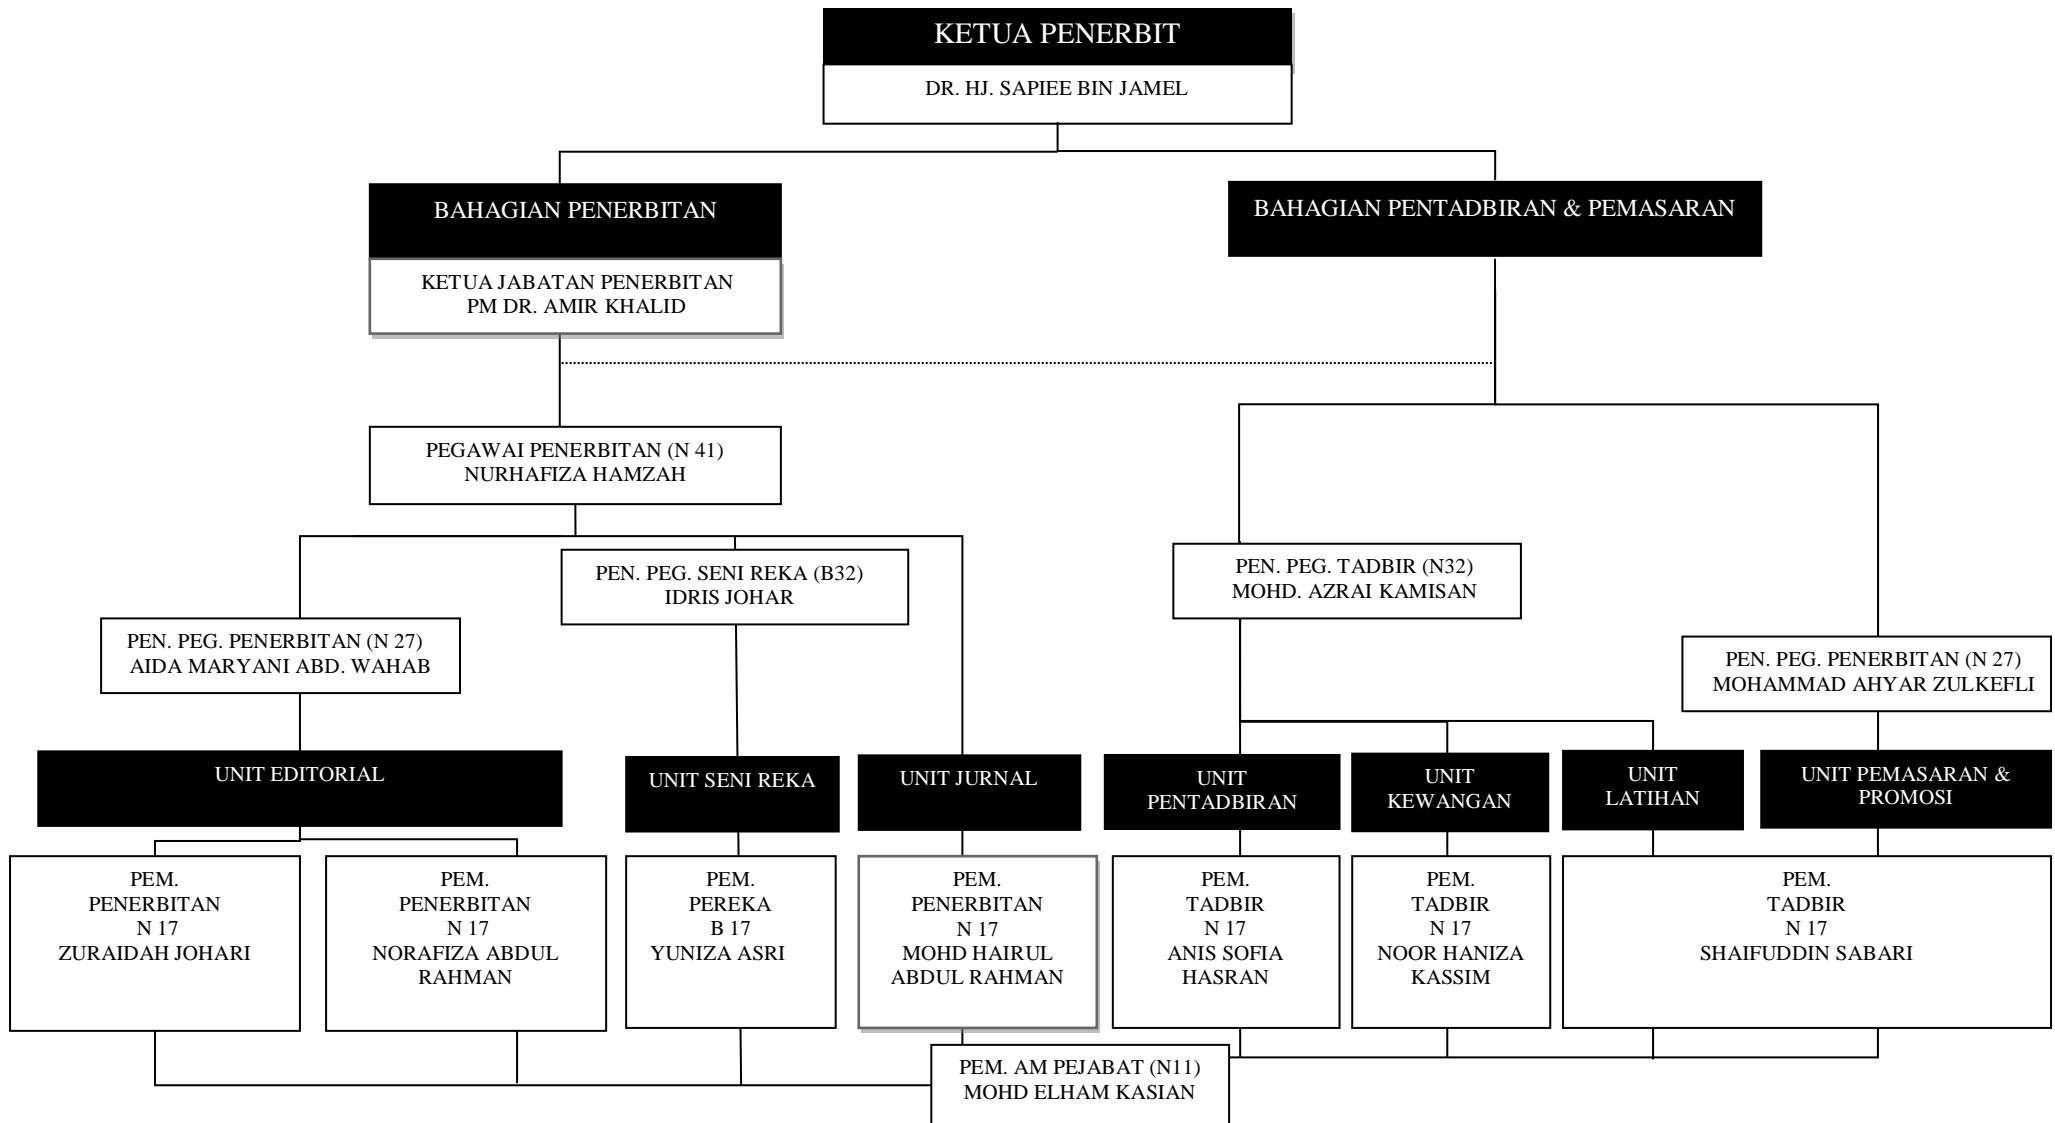 KETUA PENERBIT
DR. HJ. SAPIEE BIN JAMEL
BAHAGIAN PENERBITAN
KETUA JABATAN PENERBITAN
PM DR. AMIR KHALID
BAHAGIAN PENTADBIRAN & PEMASARAN
PEGAWAI PENERBITAN (N 41)
NURHAFIZA HAMZAH
PEN. PEG. SENI REKA (B32)
IDRIS JOHAR
PEN. PEG. TADBIR (N32)
MOHD. AZRAI KAMISAN
PEN. PEG. PENERBITAN (N 27)
AIDA MARYANI ABD. WAHAB
PEN. PEG. PENERBITAN (N 27)
MOHAMMAD AHYAR ZULKEFLI
UNIT EDITORIAL
UNIT SENI REKA
UNIT JURNAL
UNIT
PENTADBIRAN
UNIT
KEWANGAN
UNIT
LATIHAN
UNIT PEMASARAN &
PROMOSI
PEM.
PENERBITAN
N 17
ZURAIDAH JOHARI
PEM.
PENERBITAN
N 17
NORAFIZA ABDUL
RAHMAN
PEM.
PEREKA
B 17
YUNIZA ASRI
PEM.
PENERBITAN
N 17
MOHD HAIRUL
ABDUL RAHMAN
PEM.
TADBIR
N 17
ANIS SOFIA
HASRAN
PEM.
TADBIR
N 17
NOOR HANIZA
KASSIM
PEM.
TADBIR
N 17
SHAIFUDDIN SABARI
PEM. AM PEJABAT (N11)
MOHD ELHAM KASIAN